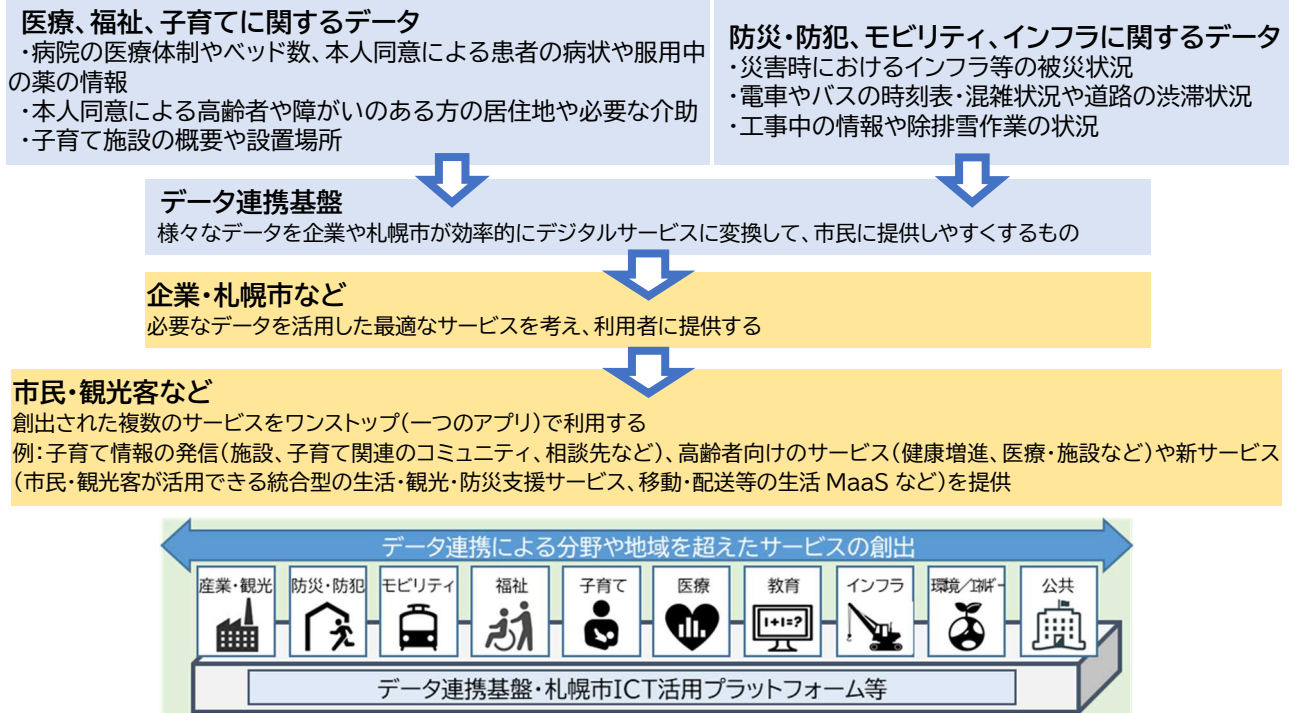 医療、福祉、子育てに関するデータ
・病院の医療体制やベッド数、本人同意による患者の病状や服用中
の薬の情報
・本人同意による高齢者や障がいのある方の居住地や必要な介助
・子育て施設の概要や設置場所
防災・防犯、モビリティ、インフラに関するデータ
・災害時におけるインフラ等の被災状況
・電車やバスの時刻表・混雑状況や道路の渋滞状況
・工事中の情報や除排雪作業の状況
データ連携基盤
様々なデータを企業や札幌市が効率的にデジタルサービスに変換して、市民に提供しやすくするもの
企業・札幌市など
必要なデータを活用した最適なサービスを考え、利用者に提供する
市民・観光客など
創出された複数のサービスをワンストップ(一つのアプリ)で利用する
例:子育て情報の発信(施設、子育て関連のコミュニティ、相談先など)、高齢者向けのサービス(健康増進、医療・施設など)や新サービス
(市民・観光客が活用できる統合型の生活・観光・防災支援サービス、移動・配送等の生活 MaaS など)を提供
データ連携による分野や地域を超えたサービスの創出
産業・観光
防災・防犯
モビリティ
福祉
子育て
医療
教育
インフラ
環境/エネルギー
公共
1+1=?
データ連携基盤・札幌市ICT活用プラットフォーム等